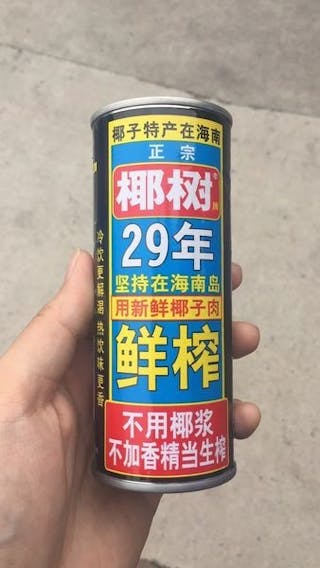 椰子特产在海南
正宗
椰树
29年
坚持在海南岛
用新鲜椰子肉
鲜榨
不用椰浆
不加香精当生榨
冷饮更解渴 热饮味更香